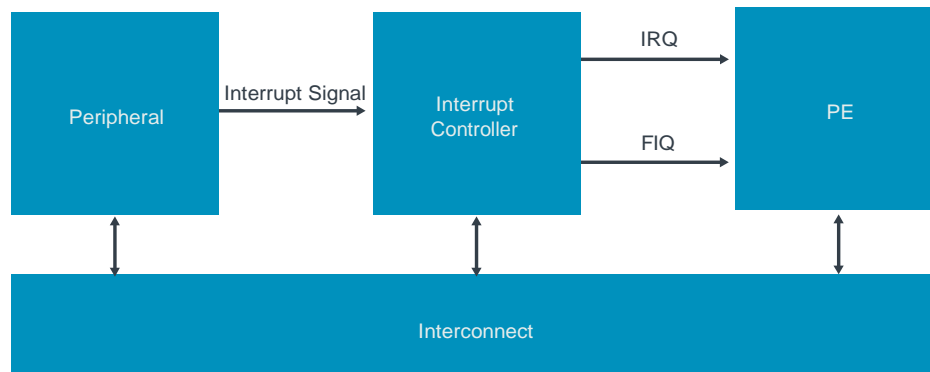 Peripheral
Interrupt Signal
Interrupt
Controller
IRQ
FIQ
PE
Interconnect